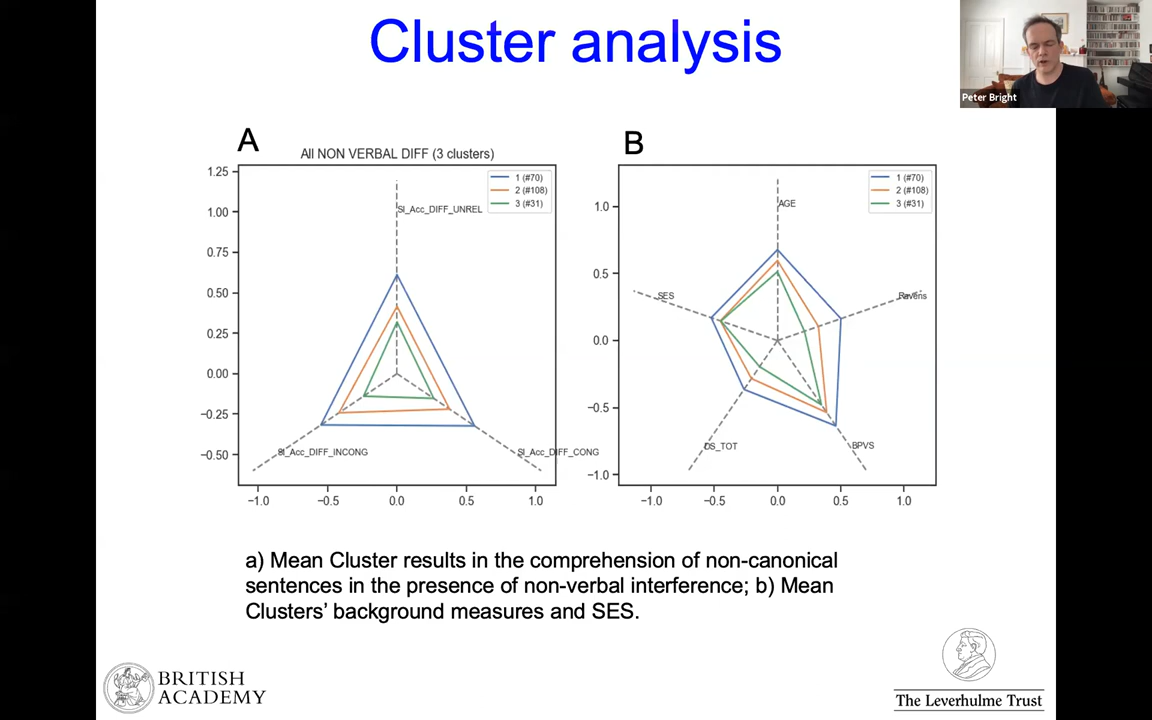 Cluster analysis
Peter Bright
A
All NON VERBAL DIFF (3 clusters)
1 (#70)
2 (#108)
3 (#31)
SI_Acc_DIFF_UNREL
SI_Acc_DIFF_INCONG
SI_Acc_DIFF_CONG
1.25
1.00
0.75
0.50
0.25
0.00
−0.25
−0.50
−1.0 −0.5 0.0 0.5 1.0
B
1 (#70)
2 (#108)
3 (#31)
AGE
SES
Ravens
DS_TOT
BPVS
1.0
0.5
0.0
−0.5
−1.0
−1.0 −0.5 0.0 0.5 1.0
a) Mean Cluster results in the comprehension of non-canonical
sentences in the presence of non-verbal interference; b) Mean
Clusters’ background measures and SES.
BRITISH
ACADEMY
The Leverhulme Trust